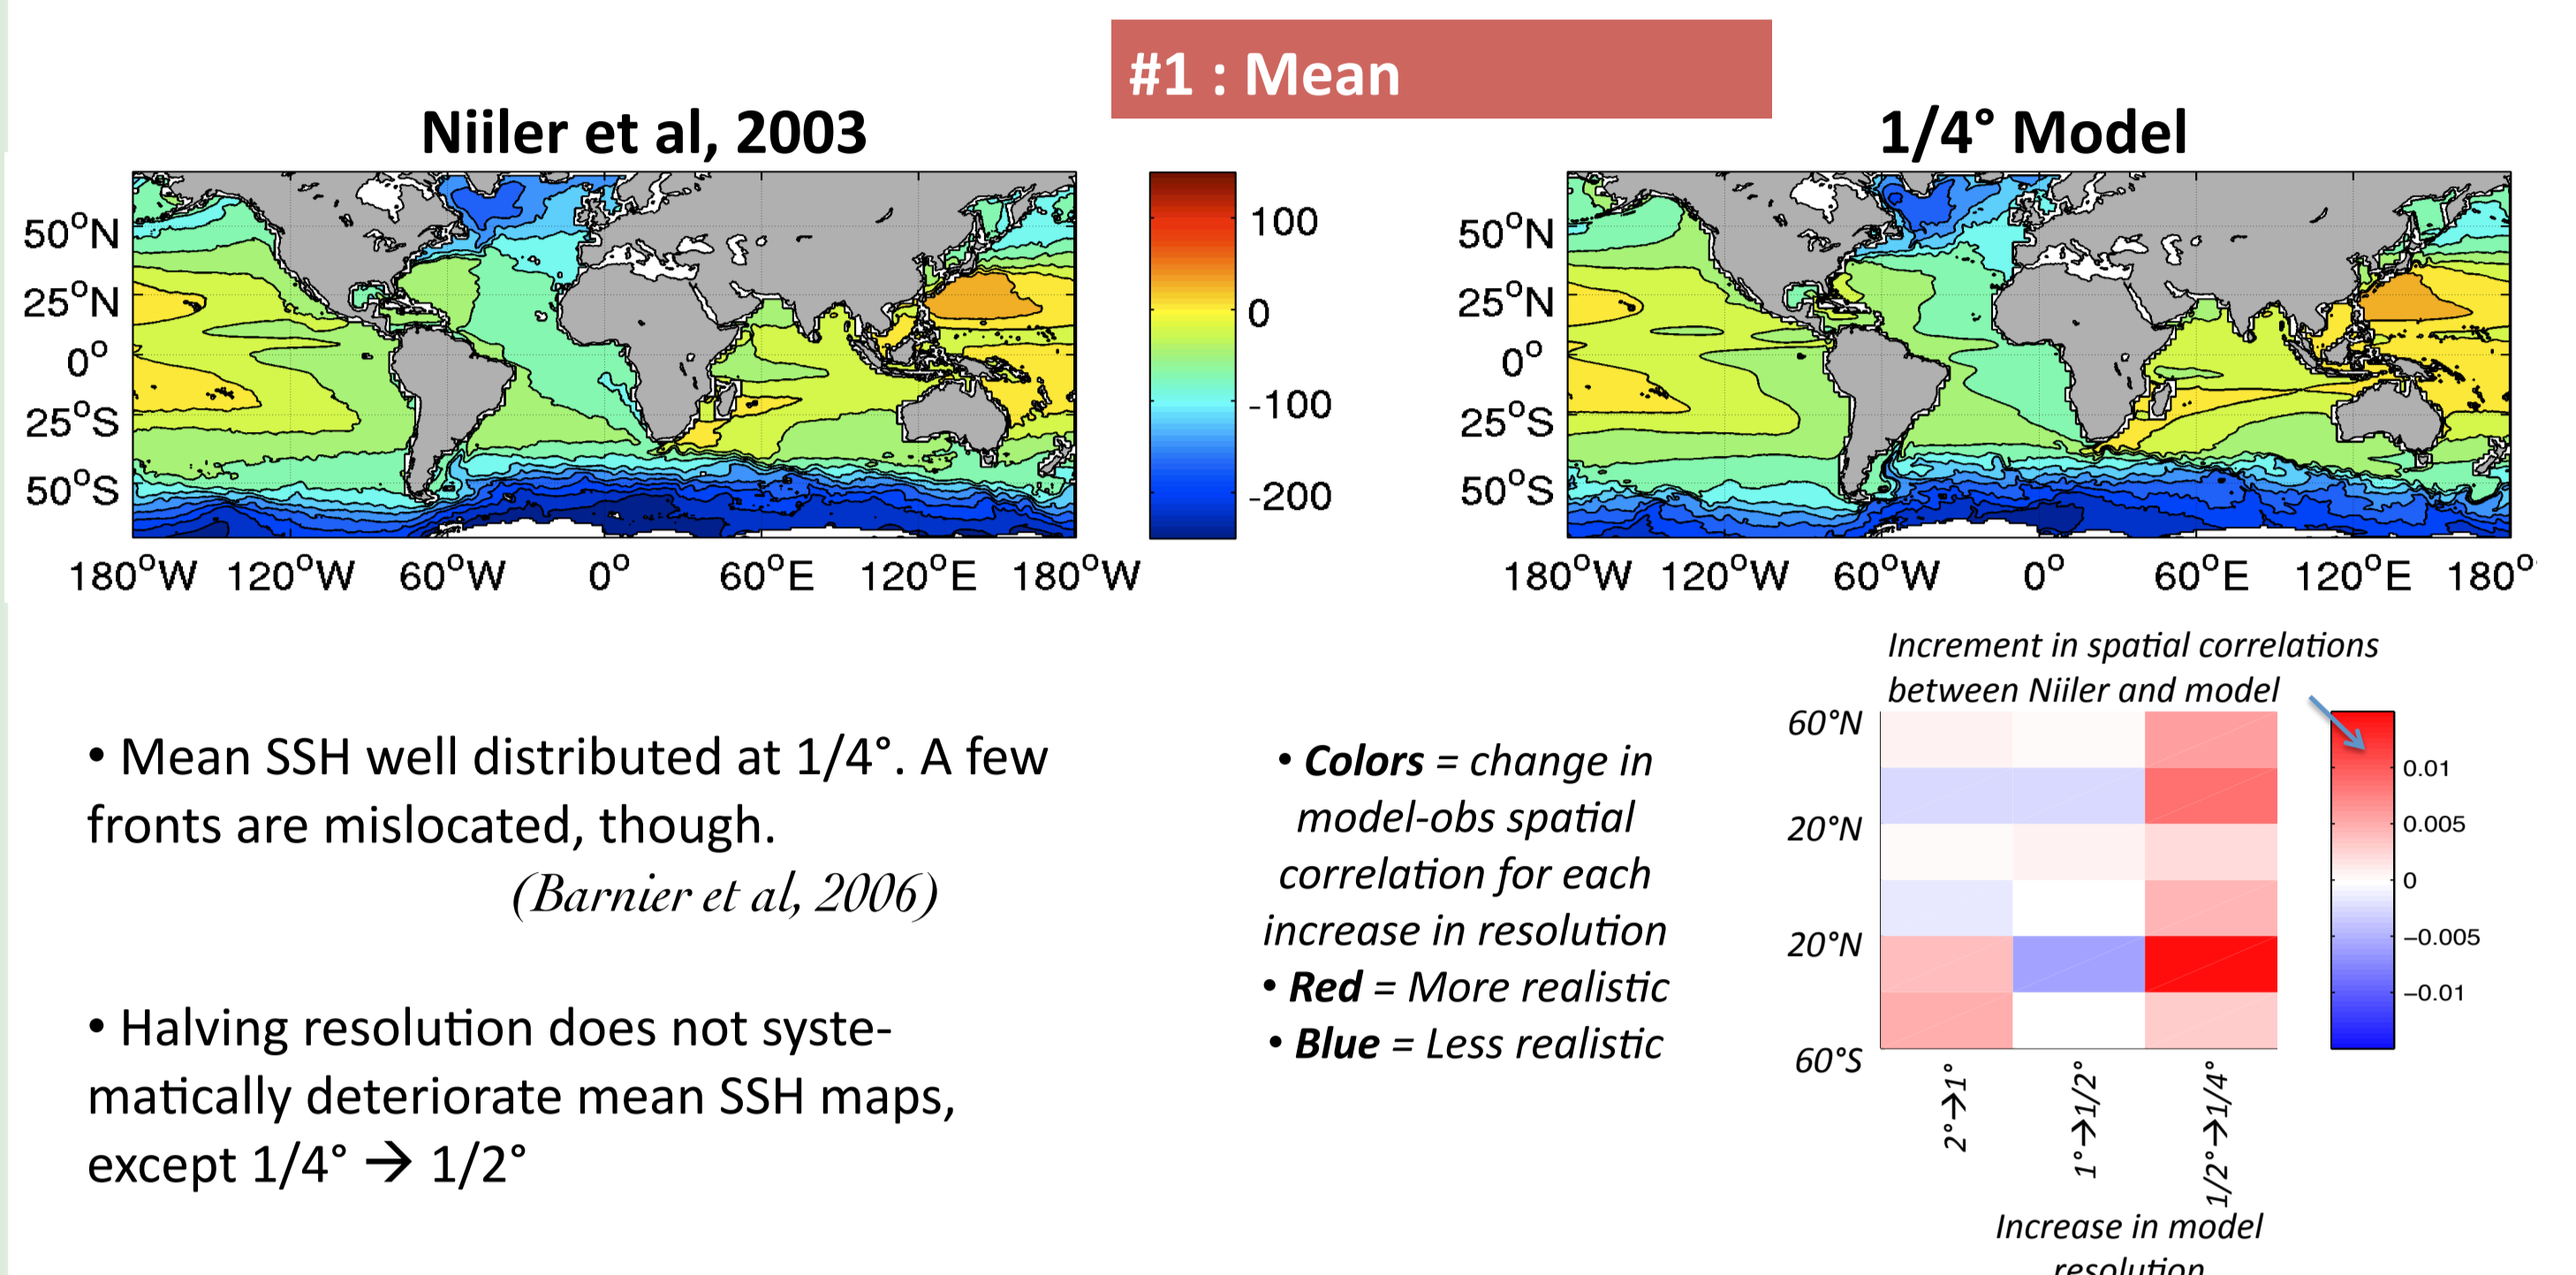 #1 : Mean
Niiler et al, 2003
1/4° Model
50°N
25°N
0°
25°S
50°S
180°W 120°W 60°W 0° 60°E 120°E 180°W
100
0
-100
-200
50°N
25°N
0°
25°S
50°S
180°W 120°W 60°W 0° 60°E 120°E 180°
• Mean SSH well distributed at 1/4°. A few
fronts are mislocated, though.
(Barnier et al, 2006)
• Halving resolution does not syste-
matically deteriorate mean SSH maps,
except 1/4° → 1/2°
• Colors = change in
model-obs spatial
correlation for each
increase in resolution
• Red = More realistic
• Blue = Less realistic
Increment in spatial correlations
between Niiler and model
60°N
20°N
20°N
60°S
0.01
0.005
0
−0.005
−0.01
2°→1°
1°→1/2°
1/2°→1/4°
Increase in model
resolution